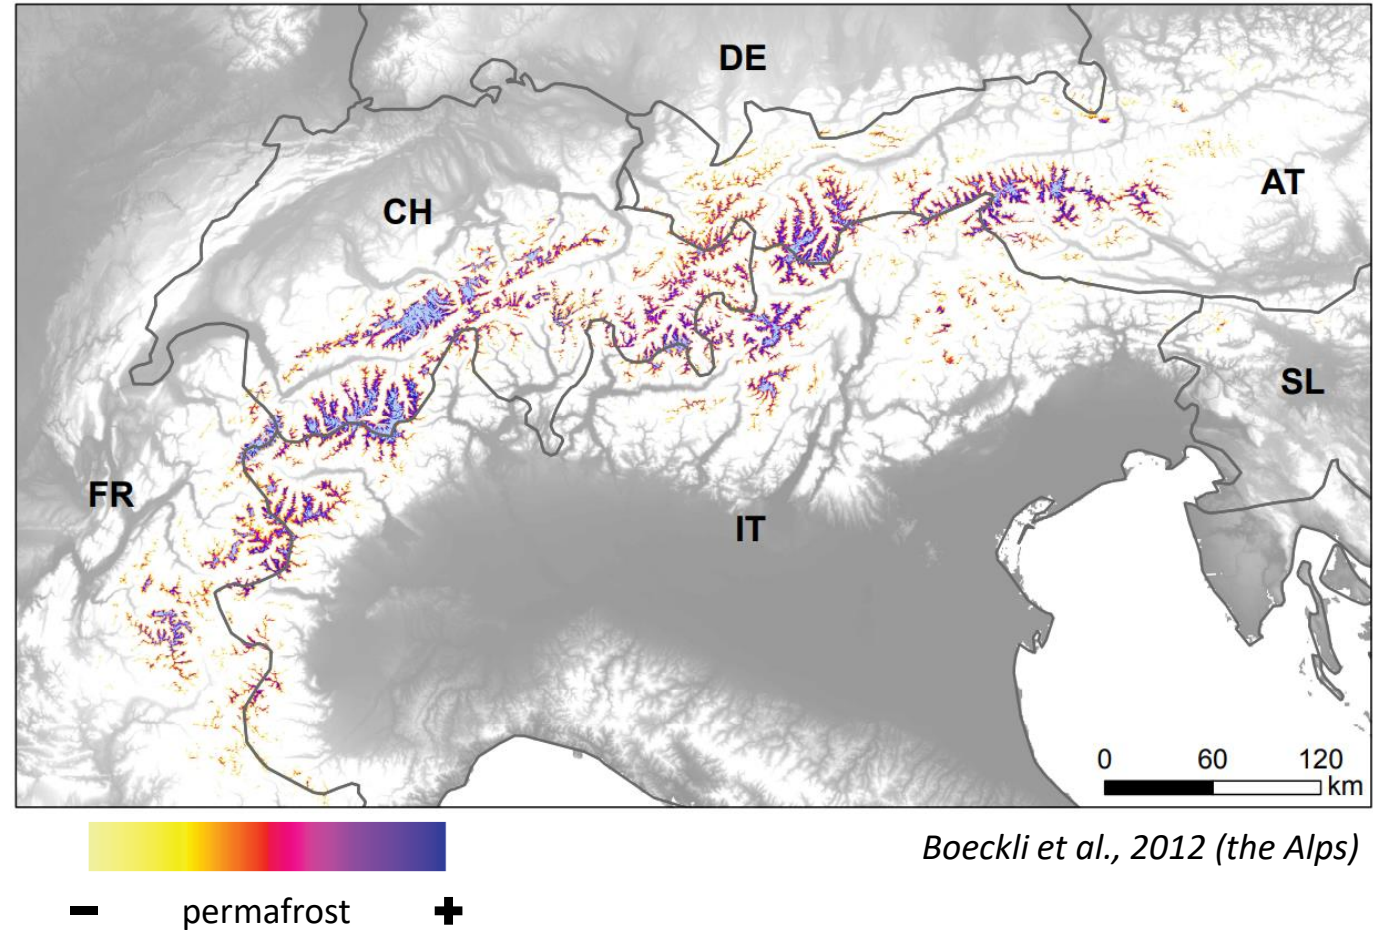 DE
CH
AT
SL
FR
IT
0 60 120
km
Boeckli et al., 2012 (the Alps)
− permafrost +